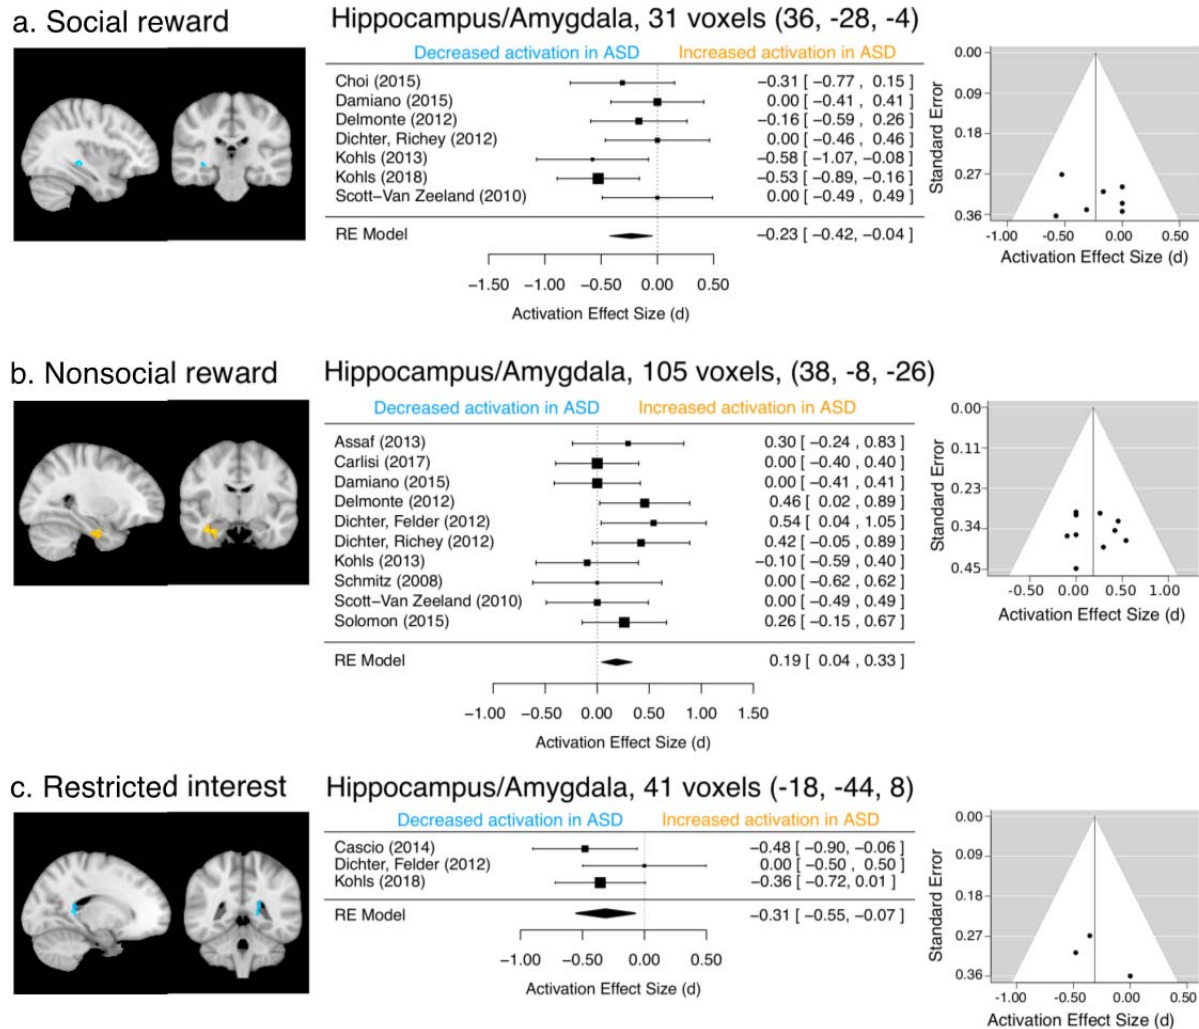 a. Social reward
Hippocampus/Amygdala, 31 voxels (36, -28, -4)
Decreased activation in ASD Increased activation in ASD
Choi (2015) −0.31 [ −0.77 , 0.15 ]
Damiano (2015) 0.00 [ −0.41 , 0.41 ]
Delmonte (2012) −0.16 [ −0.59 , 0.26 ]
Dichter, Richey (2012) 0.00 [ −0.46 , 0.46 ]
Kohls (2013) −0.58 [ −1.07 , −0.08 ]
Kohls (2018) −0.53 [ −0.89 , −0.16 ]
Scott−Van Zeeland (2010) 0.00 [ −0.49 , 0.49 ]
RE Model −0.23 [ −0.42 , −0.04 ]
−1.50 −1.00 −0.50 0.00 0.50
Activation Effect Size (d)
Standard Error
0.00
0.09
0.18
0.27
0.36
-1.00 -0.50 0.00 0.50
Activation Effect Size (d)
b. Nonsocial reward
Hippocampus/Amygdala, 105 voxels, (38, -8, -26)
Decreased activation in ASD Increased activation in ASD
Assaf (2013) 0.30 [ −0.24 , 0.83 ]
Carlisi (2017) 0.00 [ −0.40 , 0.40 ]
Damiano (2015) 0.00 [ −0.41 , 0.41 ]
Delmonte (2012) 0.46 [ 0.02 , 0.89 ]
Dichter, Felder (2012) 0.54 [ 0.04 , 1.05 ]
Dichter, Richey (2012) 0.42 [ −0.05 , 0.89 ]
Kohls (2013) −0.10 [ −0.59 , 0.40 ]
Schmitz (2008) 0.00 [ −0.62 , 0.62 ]
Scott−Van Zeeland (2010) 0.00 [ −0.49 , 0.49 ]
Solomon (2015) 0.26 [ −0.15 , 0.67 ]
RE Model 0.19 [ 0.04 , 0.33 ]
−1.00 −0.50 0.00 0.50 1.00 1.50
Activation Effect Size (d)
Standard Error
0.00
0.11
0.23
0.34
0.45
-0.50 0.00 0.50 1.00
Activation Effect Size (d)
c. Restricted interest
Hippocampus/Amygdala, 41 voxels (-18, -44, 8)
Decreased activation in ASD Increased activation in ASD
Cascio (2014) −0.48 [ −0.90, −0.06 ]
Dichter, Felder (2012) 0.00 [ −0.50 , 0.50 ]
Kohls (2018) −0.36 [ −0.72, 0.01 ]
RE Model −0.31 [ −0.55, −0.07 ]
−1.00 −0.50 0.00 0.50
Activation Effect Size (d)
Standard Error
0.00
0.09
0.18
0.27
0.36
-1.00 -0.50 0.00 0.50
Activation Effect Size (d)